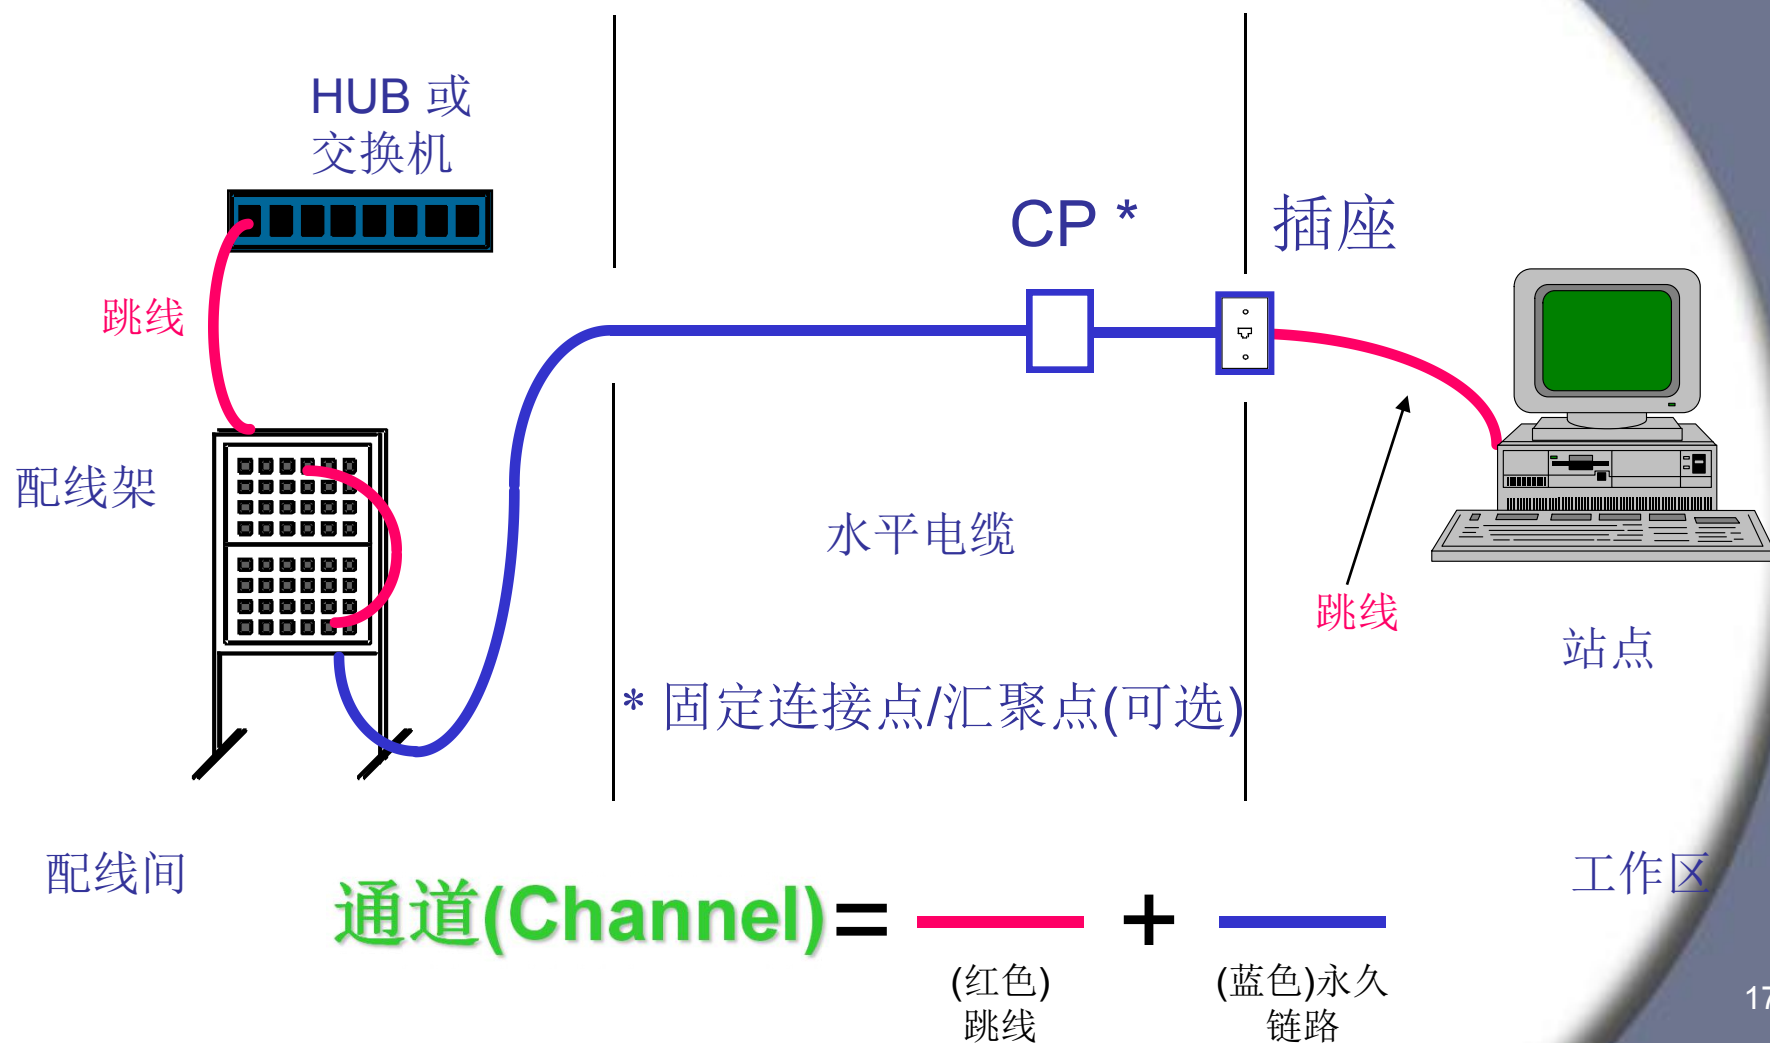 HUB 或
交换机
CP *
插座
跳线
配线架
水平电缆
跳线
站点
* 固定连接点/汇聚点(可选)
配线间
工作区
通道(Channel)= + 
(红色)
跳线
(蓝色)永久
链路
17